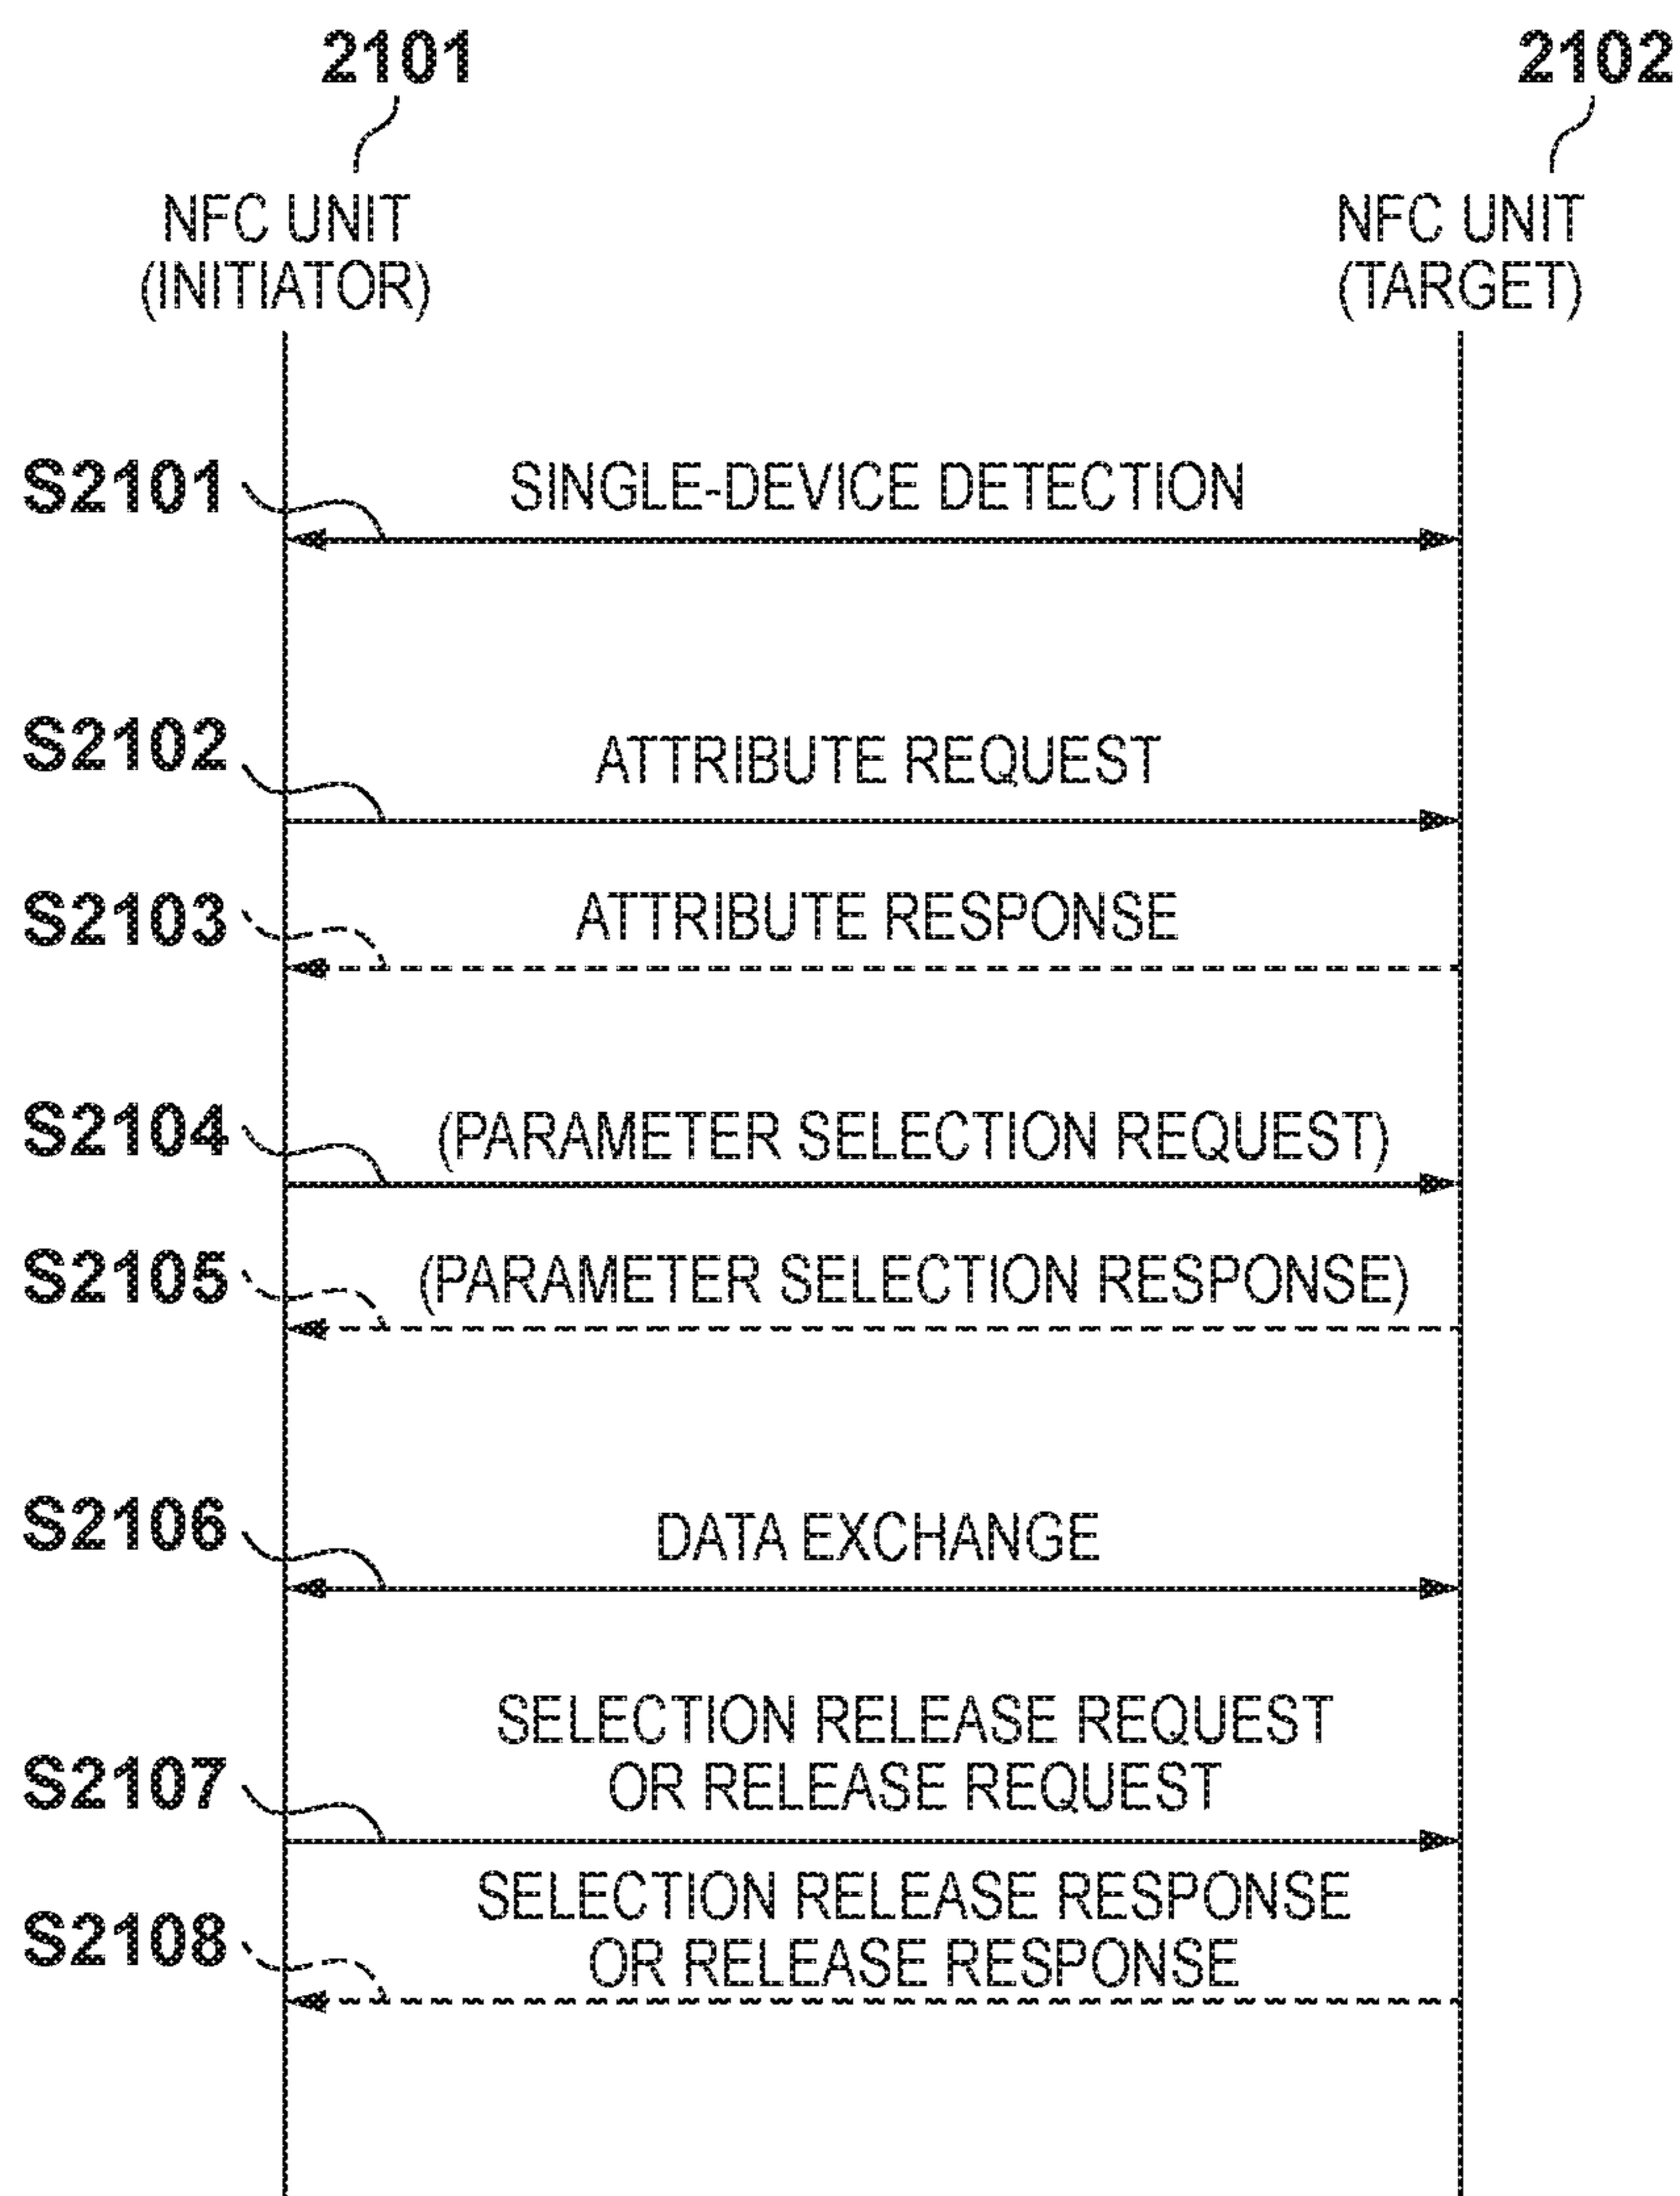 2101
2102
NFC UNIT
(INITIATOR)
NFC UNIT
(TARGET)
S2101
SINGLE-DEVICE DETECTION
S2102
ATTRIBUTE REQUEST
S2103
ATTRIBUTE RESPONSE
S2104
(PARAMETER SELECTION REQUEST)
S2105
(PARAMETER SELECTION RESPONSE)
S2106
DATA EXCHANGE
S2107
SELECTION RELEASE REQUEST
OR RELEASE REQUEST
S2108
SELECTION RELEASE RESPONSE
OR RELEASE RESPONSE